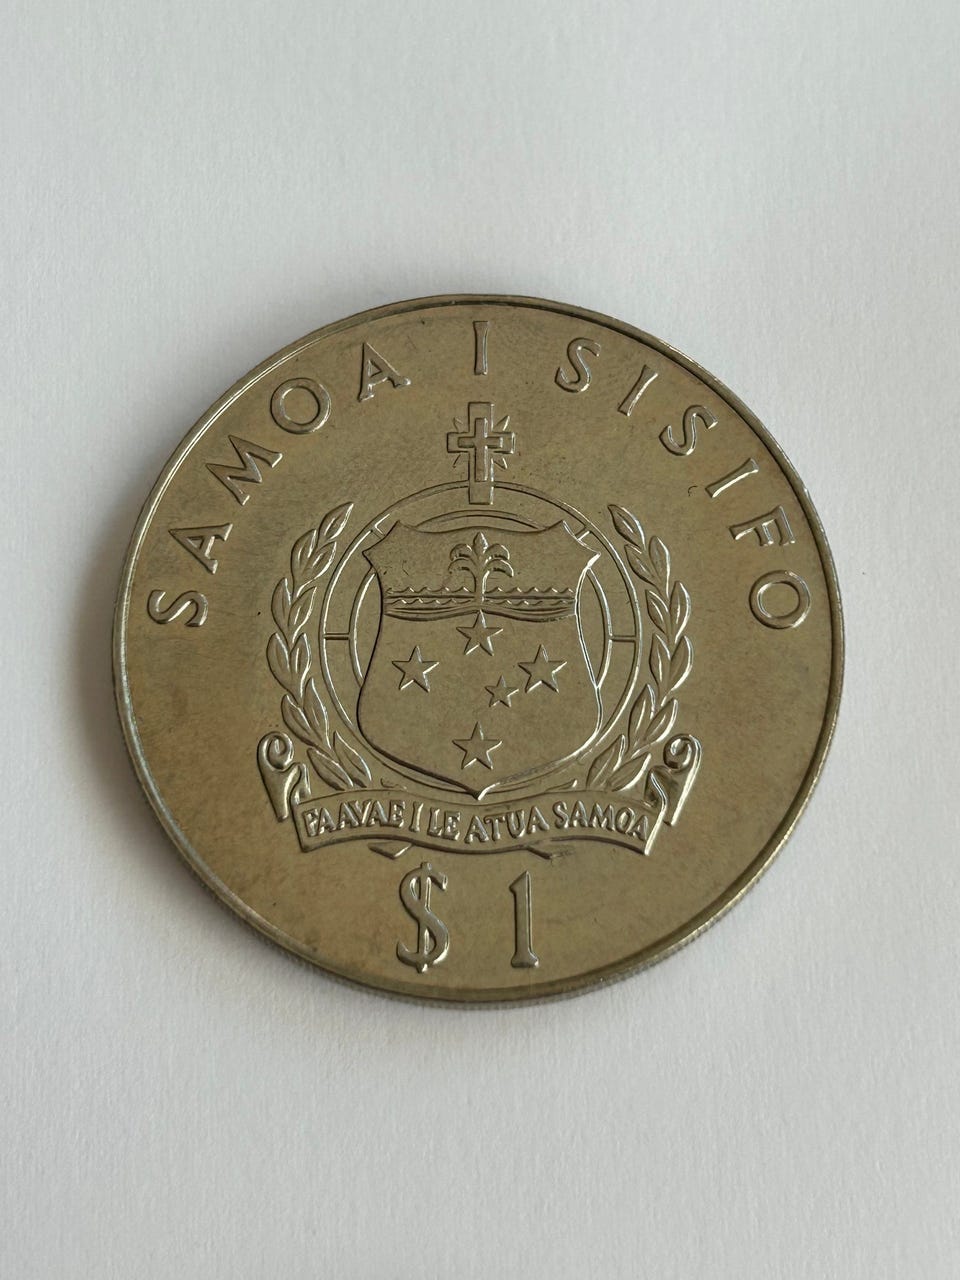 SAMOA I SISIFO
FAAVAE I LE ATUA SAMOA
$1